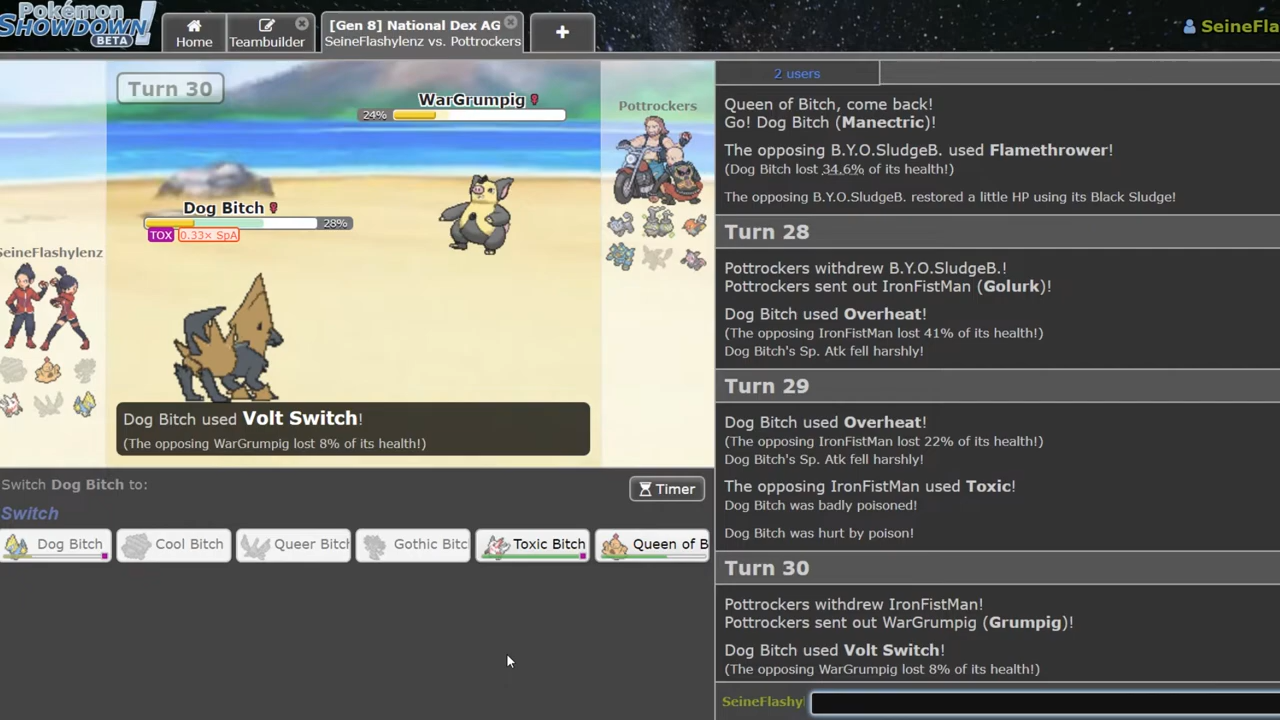 Pokémon
SHOWDOWN!
BETA
Home
Teambuilder
[Gen 8] National Dex AG
SeineFlashylenz vs. Pottrockers
+
SeineFla
Turn 30
WarGrumpig
24%
Dog Bitch
28%
TOX 0.33× SpA
SeineFlashylenz
Pottrockers
Dog Bitch used Volt Switch!
(The opposing WarGrumpig lost 8% of its health!)
Switch Dog Bitch to:
Timer
Switch
Dog Bitch
Cool Bitch
Queer Bitch
Gothic Bitc
Toxic Bitch
Queen of B
2 users
Queen of Bitch, come back!
Go! Dog Bitch (Manectric)!
The opposing B.Y.O.SludgeB. used Flamethrower!
(Dog Bitch lost 34.6% of its health!)
The opposing B.Y.O.SludgeB. restored a little HP using its Black Sludge!
Turn 28
Pottrockers withdrew B.Y.O.SludgeB.!
Pottrockers sent out IronFistMan (Golurk)!
Dog Bitch used Overheat!
(The opposing IronFistMan lost 41% of its health!)
Dog Bitch's Sp. Atk fell harshly!
Turn 29
Dog Bitch used Overheat!
(The opposing IronFistMan lost 22% of its health!)
Dog Bitch's Sp. Atk fell harshly!
The opposing IronFistMan used Toxic!
Dog Bitch was badly poisoned!
Dog Bitch was hurt by poison!
Turn 30
Pottrockers withdrew IronFistMan!
Pottrockers sent out WarGrumpig (Grumpig)!
Dog Bitch used Volt Switch!
(The opposing WarGrumpig lost 8% of its health!)
SeineFlashy